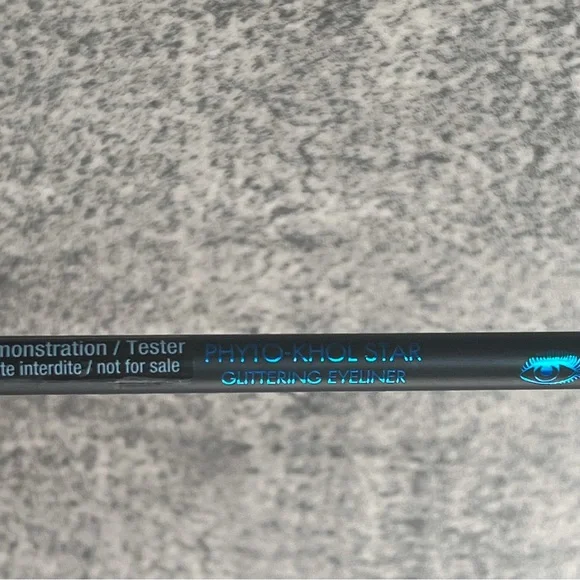 monstration / Tester
te interdite / not for sale
PHYTO-KHOL STAR
GLITTERING EYELINER